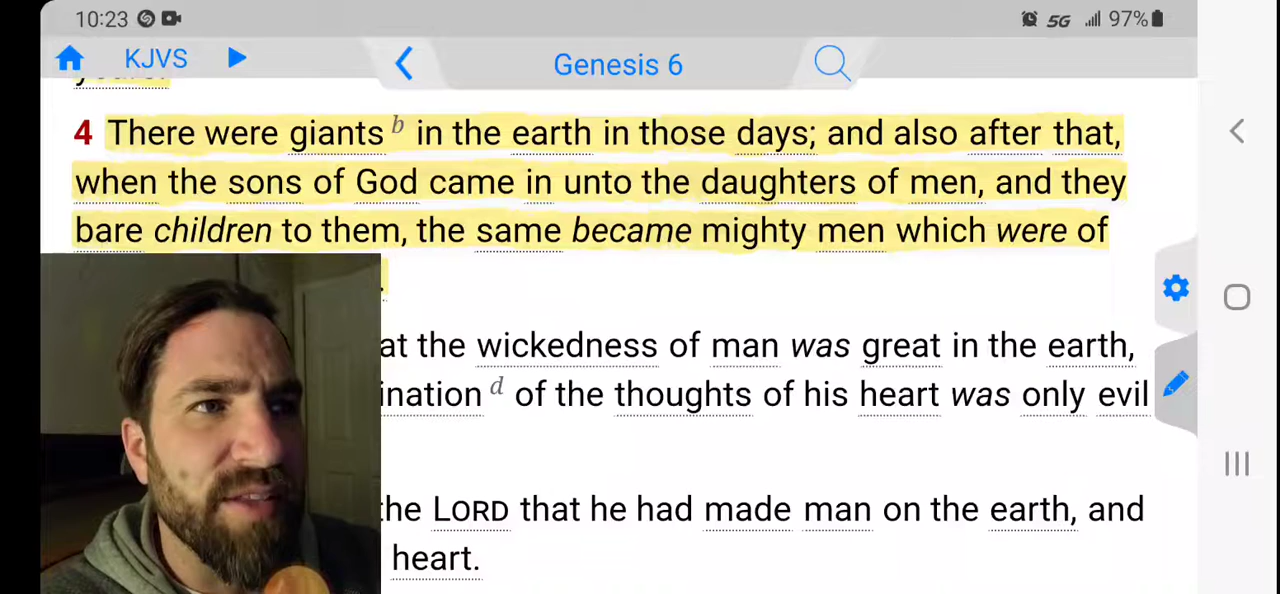 10:23 5G 97%
KJVS Genesis 6
4 There were giants b in the earth in those days; and also after that,
when the sons of God came in unto the daughters of men, and they
bare children to them, the same became mighty men which were of
.
at the wickedness of man was great in the earth,
ination d of the thoughts of his heart was only evil
the LORD that he had made man on the earth, and
heart.